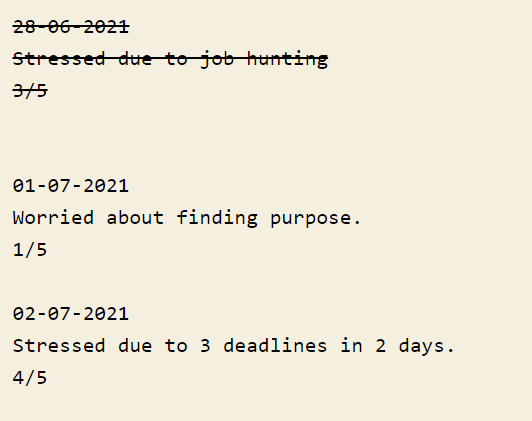 28-06-2021
Stressed due to job hunting
3/5
01-07-2021
Worried about finding purpose.
1/5
02-07-2021
Stressed due to 3 deadlines in 2 days.
4/5